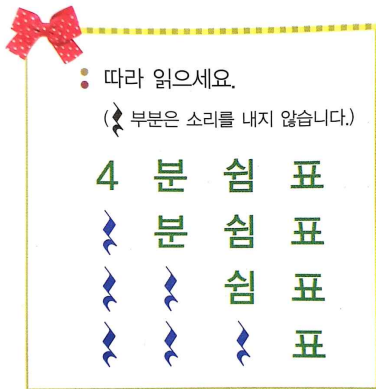 따라 읽으세요.
(𝄽 부분은 소리를 내지 않습니다.)
4 분 쉼 표
𝄽 분 쉼 표
𝄽 𝄽 쉼 표
𝄽 𝄽 𝄽 표